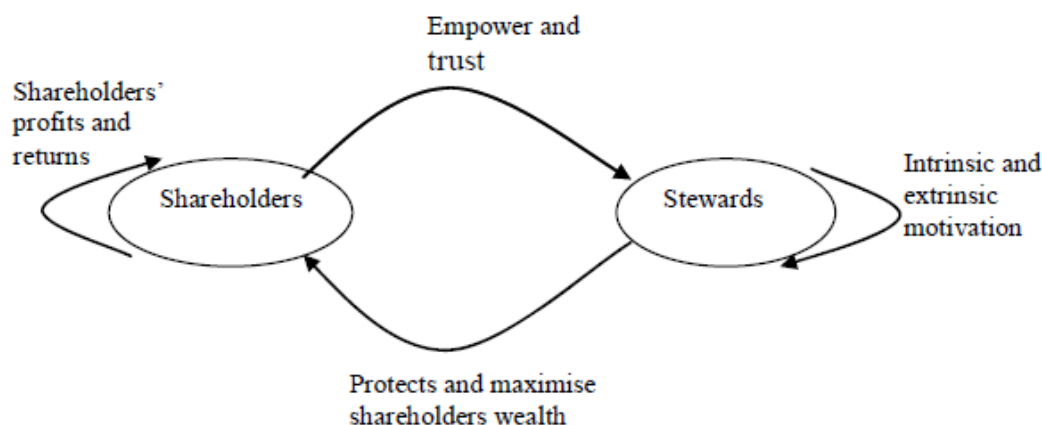 Empower and
trust
Shareholders’
profits and
returns
Shareholders
Stewards
Intrinsic and
extrinsic
motivation
Protects and maximise
shareholders wealth